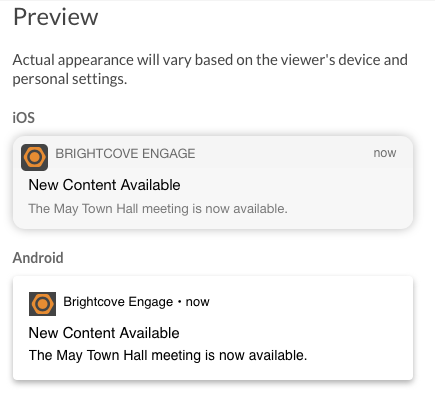 Preview
Actual appearance will vary based on the viewer's device and
personal settings.
iOS
BRIGHTCOVE ENGAGE now
New Content Available
The May Town Hall meeting is now available.
Android
Brightcove Engage • now
New Content Available
The May Town Hall meeting is now available.